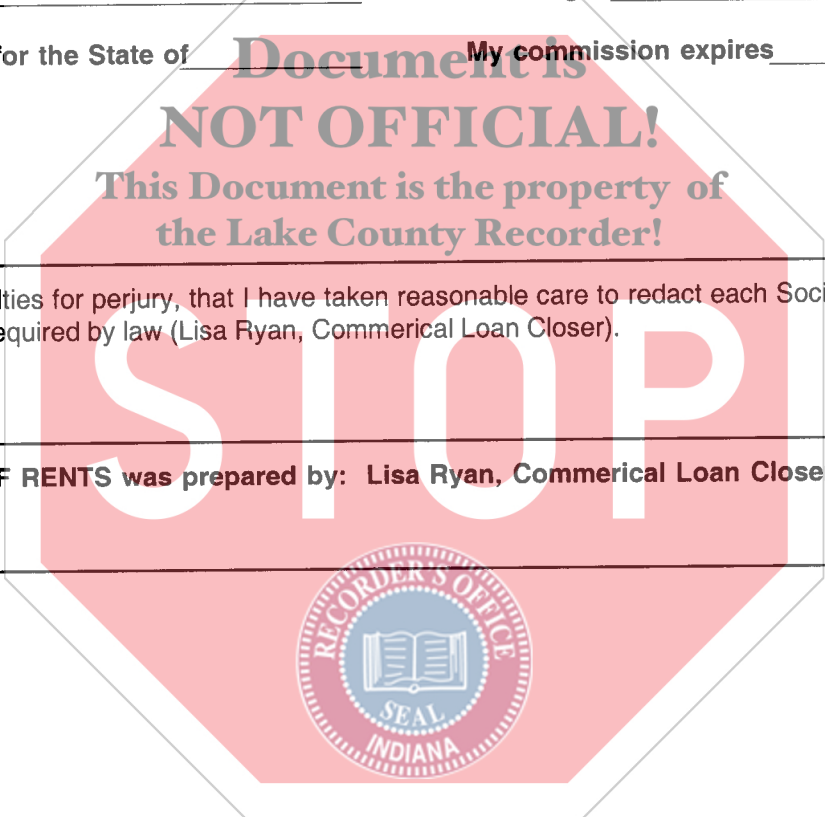 for the State of My commission expires
Document is
NOT OFFICIAL!
This Document is the property of
the Lake County Recorder!
lties for perjury, that I have taken reasonable care to redact each Soci
equired by law (Lisa Ryan, Commerical Loan Closer).
STOP
F RENTS was prepared by: Lisa Ryan, Commerical Loan Close
RECORDER'S OFFICE
SEAL
INDIANA